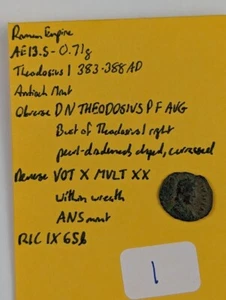 Roman Empire
AE13.5 - 0.71g
Theodosius I 383-388 AD
Antioch Mint
Obverse D N THEODOSIUS P F AVG
Bust of Theodosius I right
pearl-diademed, draped, cuirassed
Reverse VOT X MVLT XX
within wreath
ANS mint
RIC IX 65b
1